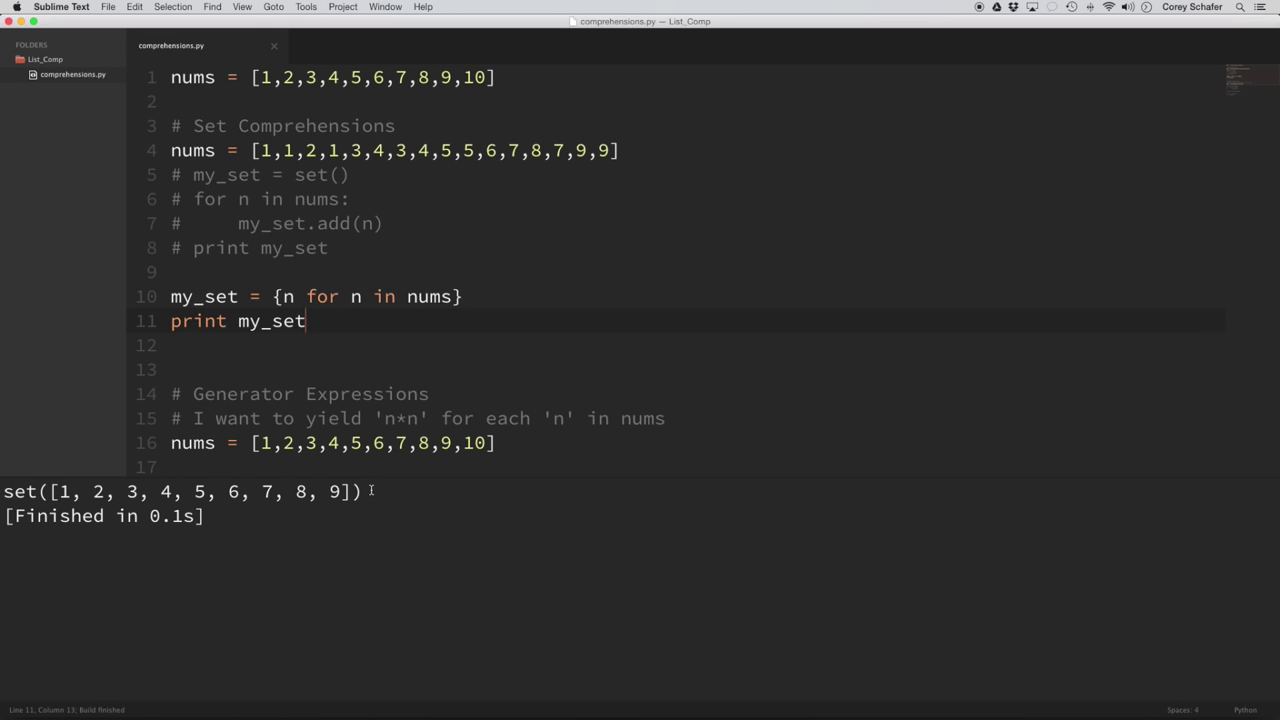 Sublime Text File Edit Selection Find View Goto Tools Project Window Help Corey Schafer
comprehensions.py — List_Comp
FOLDERS
List_Comp
comprehensions.py
comprehensions.py
1 nums = [1,2,3,4,5,6,7,8,9,10]
2
3 # Set Comprehensions
4 nums = [1,1,2,1,3,4,3,4,5,5,6,7,8,7,9,9]
5 # my_set = set()
6 # for n in nums:
7 #     my_set.add(n)
8 # print my_set
9
10 my_set = {n for n in nums}
11 print my_set
12
13
14 # Generator Expressions
15 # I want to yield 'n*n' for each 'n' in nums
16 nums = [1,2,3,4,5,6,7,8,9,10]
17
set([1, 2, 3, 4, 5, 6, 7, 8, 9])
[Finished in 0.1s]
Line 11, Column 13; Build finished Spaces: 4 Python